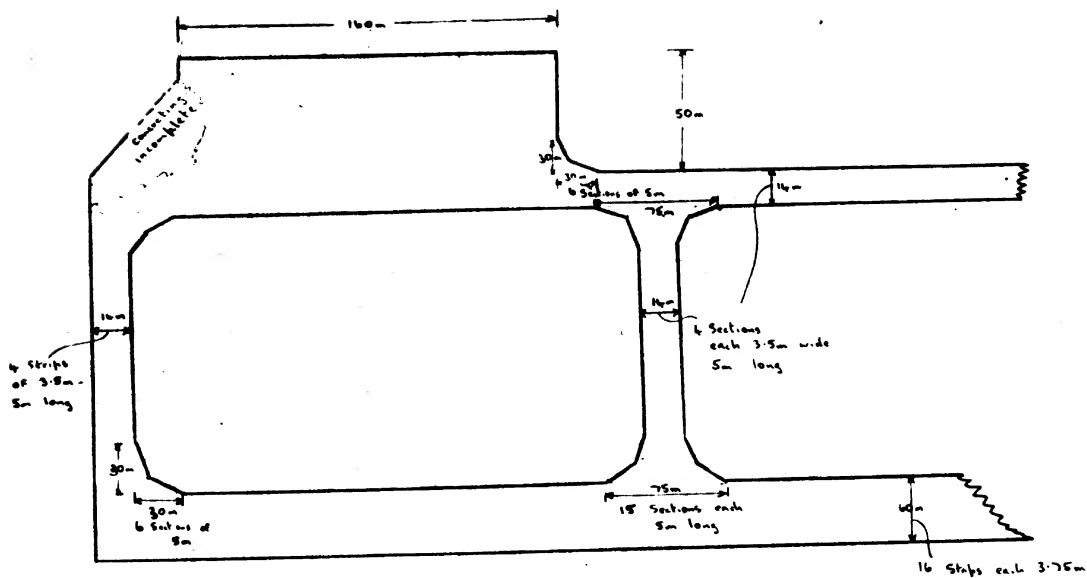 160m
concreting
incomplete
50m
30m
30m
6 Sections of 5m
75m
14m
14m
4 Strips
of 3.5m -
5m long
14m
4 Sections
each 3.5m wide
5m long
30m
30m
6 Sections of
5m
75m
15 Sections each
5m long
60m
16 Strips each 3.75m